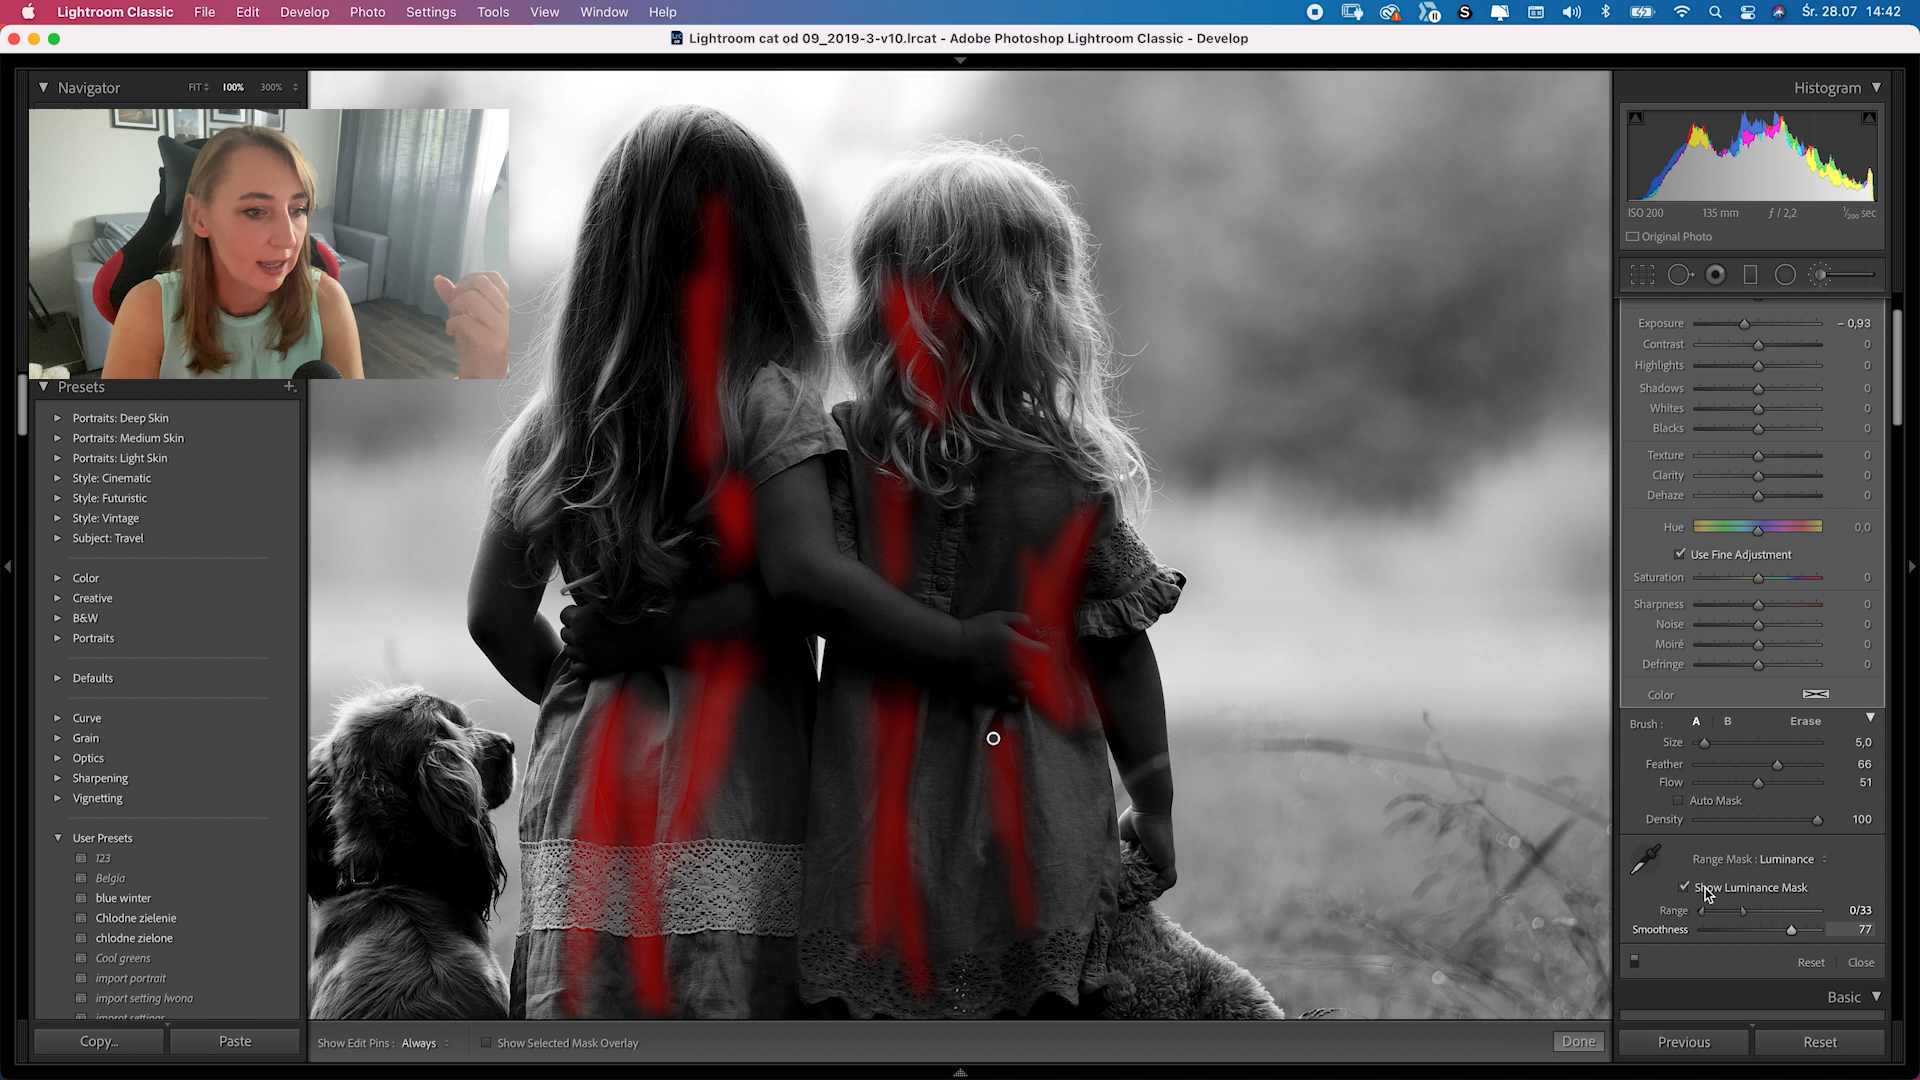 Lightroom Classic File Edit Develop Photo Settings Tools View Window Help Śr. 28.07 14:42
Lightroom cat od 09_2019-3-v10.lrcat - Adobe Photoshop Lightroom Classic - Develop
Navigator FIT 100% 300%
Presets
Portraits: Deep Skin
Portraits: Medium Skin
Portraits: Light Skin
Style: Cinematic
Style: Futuristic
Style: Vintage
Subject: Travel
Color
Creative
B&W
Portraits
Defaults
Curve
Grain
Optics
Sharpening
Vignetting
User Presets
123
Belgia
blue winter
Chlodne zielenie
chlodne zielone
Cool greens
import portrait
import setting Iwona
improt settings
Copy... Paste
Show Edit Pins : Always Show Selected Mask Overlay Done
Histogram
ISO 200 135 mm ƒ / 2,2 1/200 sec
Original Photo
Exposure – 0,93
Contrast 0
Highlights 0
Shadows 0
Whites 0
Blacks 0
Texture 0
Clarity 0
Dehaze 0
Hue 0,0
Use Fine Adjustment
Saturation 0
Sharpness 0
Noise 0
Moiré 0
Defringe 0
Color
Brush : A B Erase
Size 5,0
Feather 66
Flow 51
Auto Mask
Density 100
Range Mask : Luminance
Show Luminance Mask
Range 0/33
Smoothness 77
Reset Close
Basic
Previous Reset